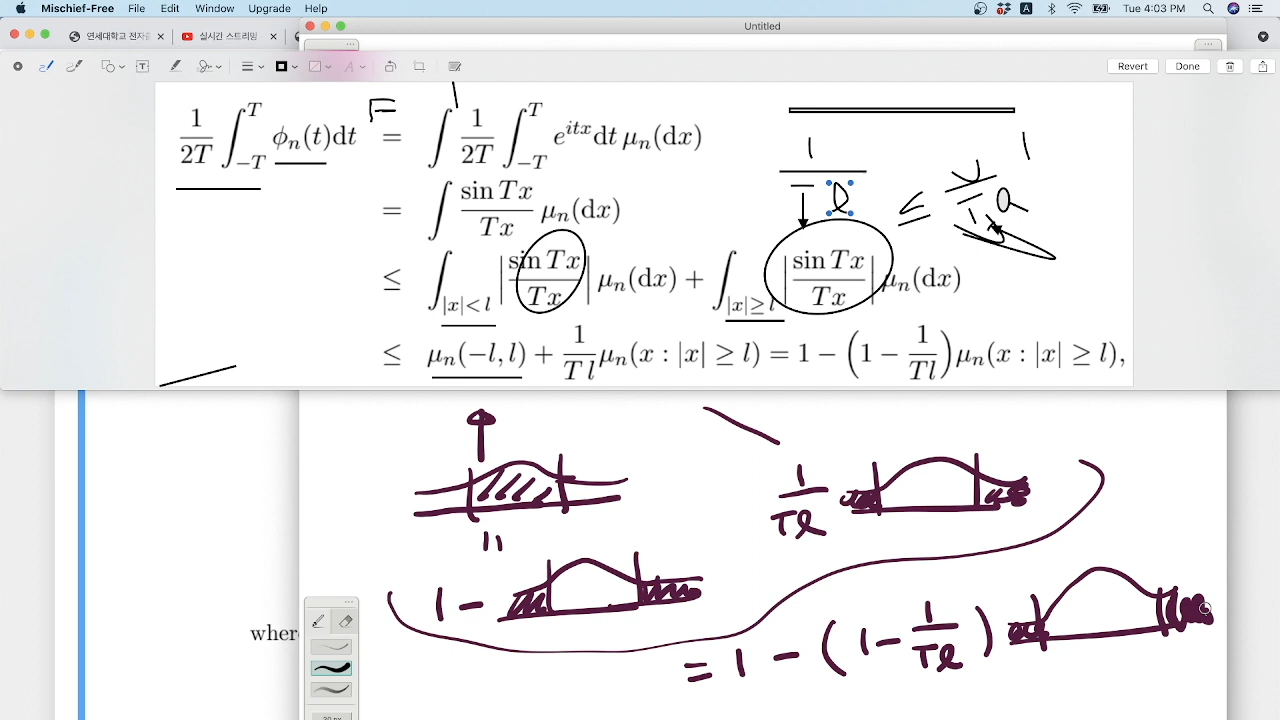 Mischief-Free File Edit View Window Upgrade Help A Tue 4:03 PM
Untitled
연세대학교 전자공 × 실시간 스트리밍 ×
T A Revert Done
1/2T ∫_{-T}^{T} φ_n(t)dt = ∫ 1/2T ∫_{-T}^{T} e^{itx} dt μ_n(dx)
= ∫ sin Tx / Tx μ_n(dx)
≤ ∫_{|x|<l} |sin Tx / Tx| μ_n(dx) + ∫_{|x|≥l} |sin Tx / Tx| μ_n(dx)
≤ μ_n(-l, l) + 1/Tl μ_n(x : |x| ≥ l) = 1 - (1 - 1/Tl) μ_n(x : |x| ≥ l),
1/Tl
1 -
= 1 - (1 - 1/Tl)
where